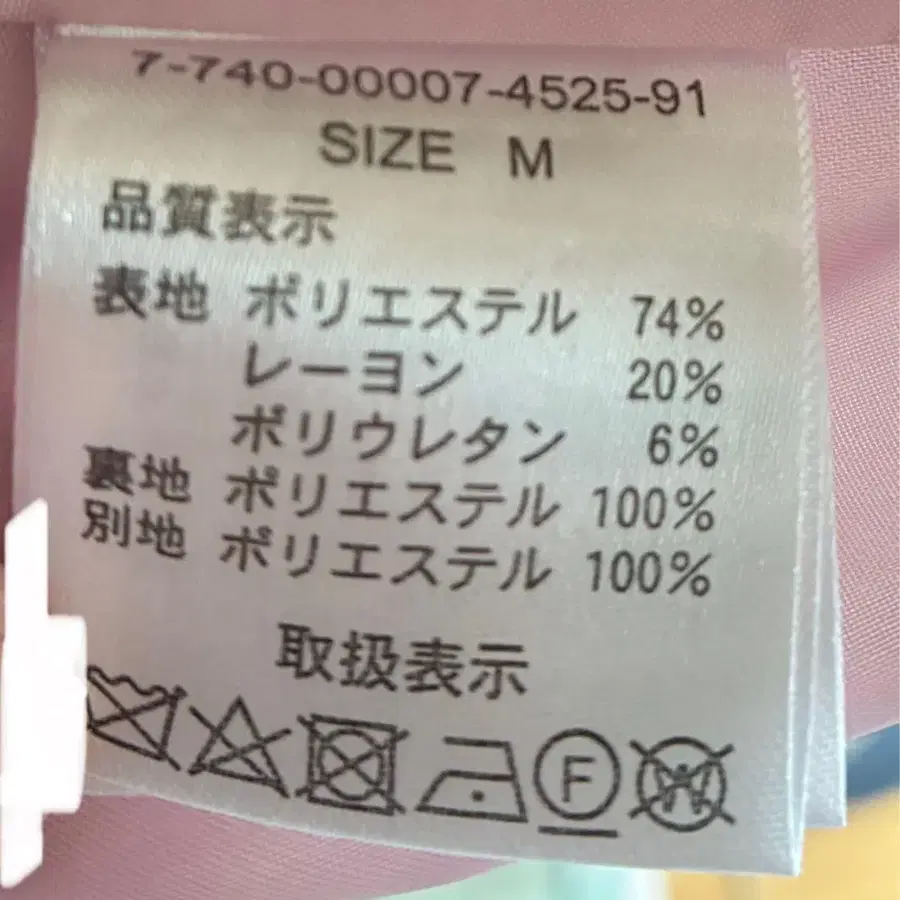 7-740-00007-4525-91
SIZE M
品質表示
表地 ポリエステル 74%
レーヨン 20%
ポリウレタン 6%
裏地 ポリエステル 100%
別地 ポリエステル 100%
取扱表示
F W